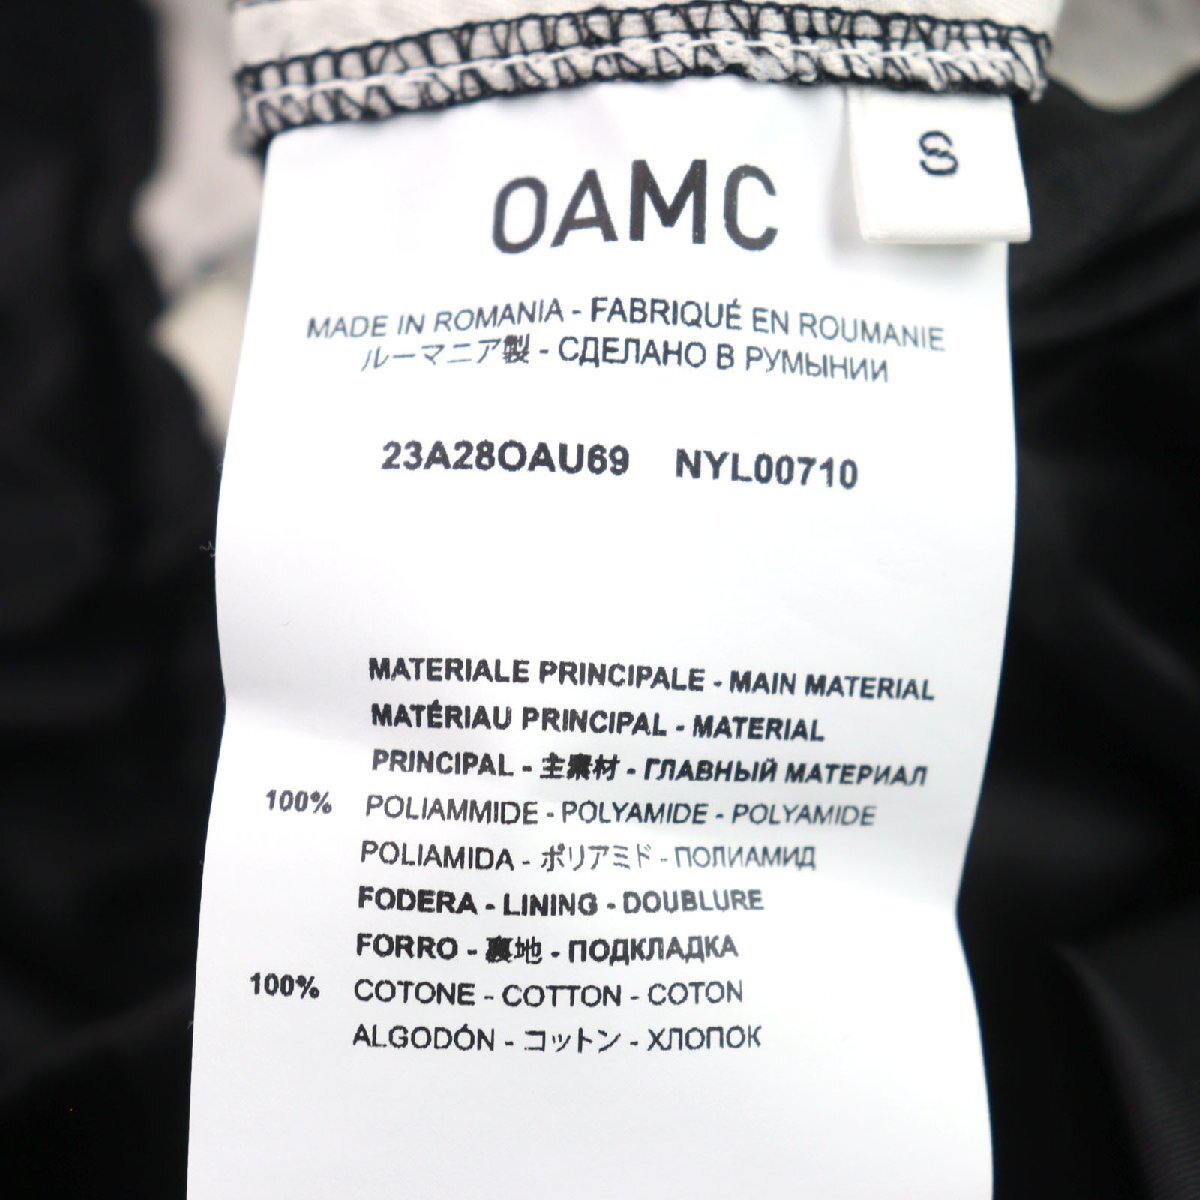 S
OAMC
MADE IN ROMANIA - FABRIQUÉ EN ROUMANIE
ルーマニア製 - СДЕЛАНО В РУМЫНИИ
23A28OAU69 NYL00710
MATERIALE PRINCIPALE - MAIN MATERIAL
MATÉRIAU PRINCIPAL - MATERIAL
PRINCIPAL - 主素材 - ГЛАВНЫЙ МАТЕРИАЛ
100% POLIAMMIDE - POLYAMIDE - POLYAMIDE
POLIAMIDA - ポリアミド - ПОЛИАМИД
FODERA - LINING - DOUBLURE
FORRO - 裏地 - ПОДКЛАДКА
100% COTONE - COTTON - COTON
ALGODÓN - コットン - ХЛОПОК